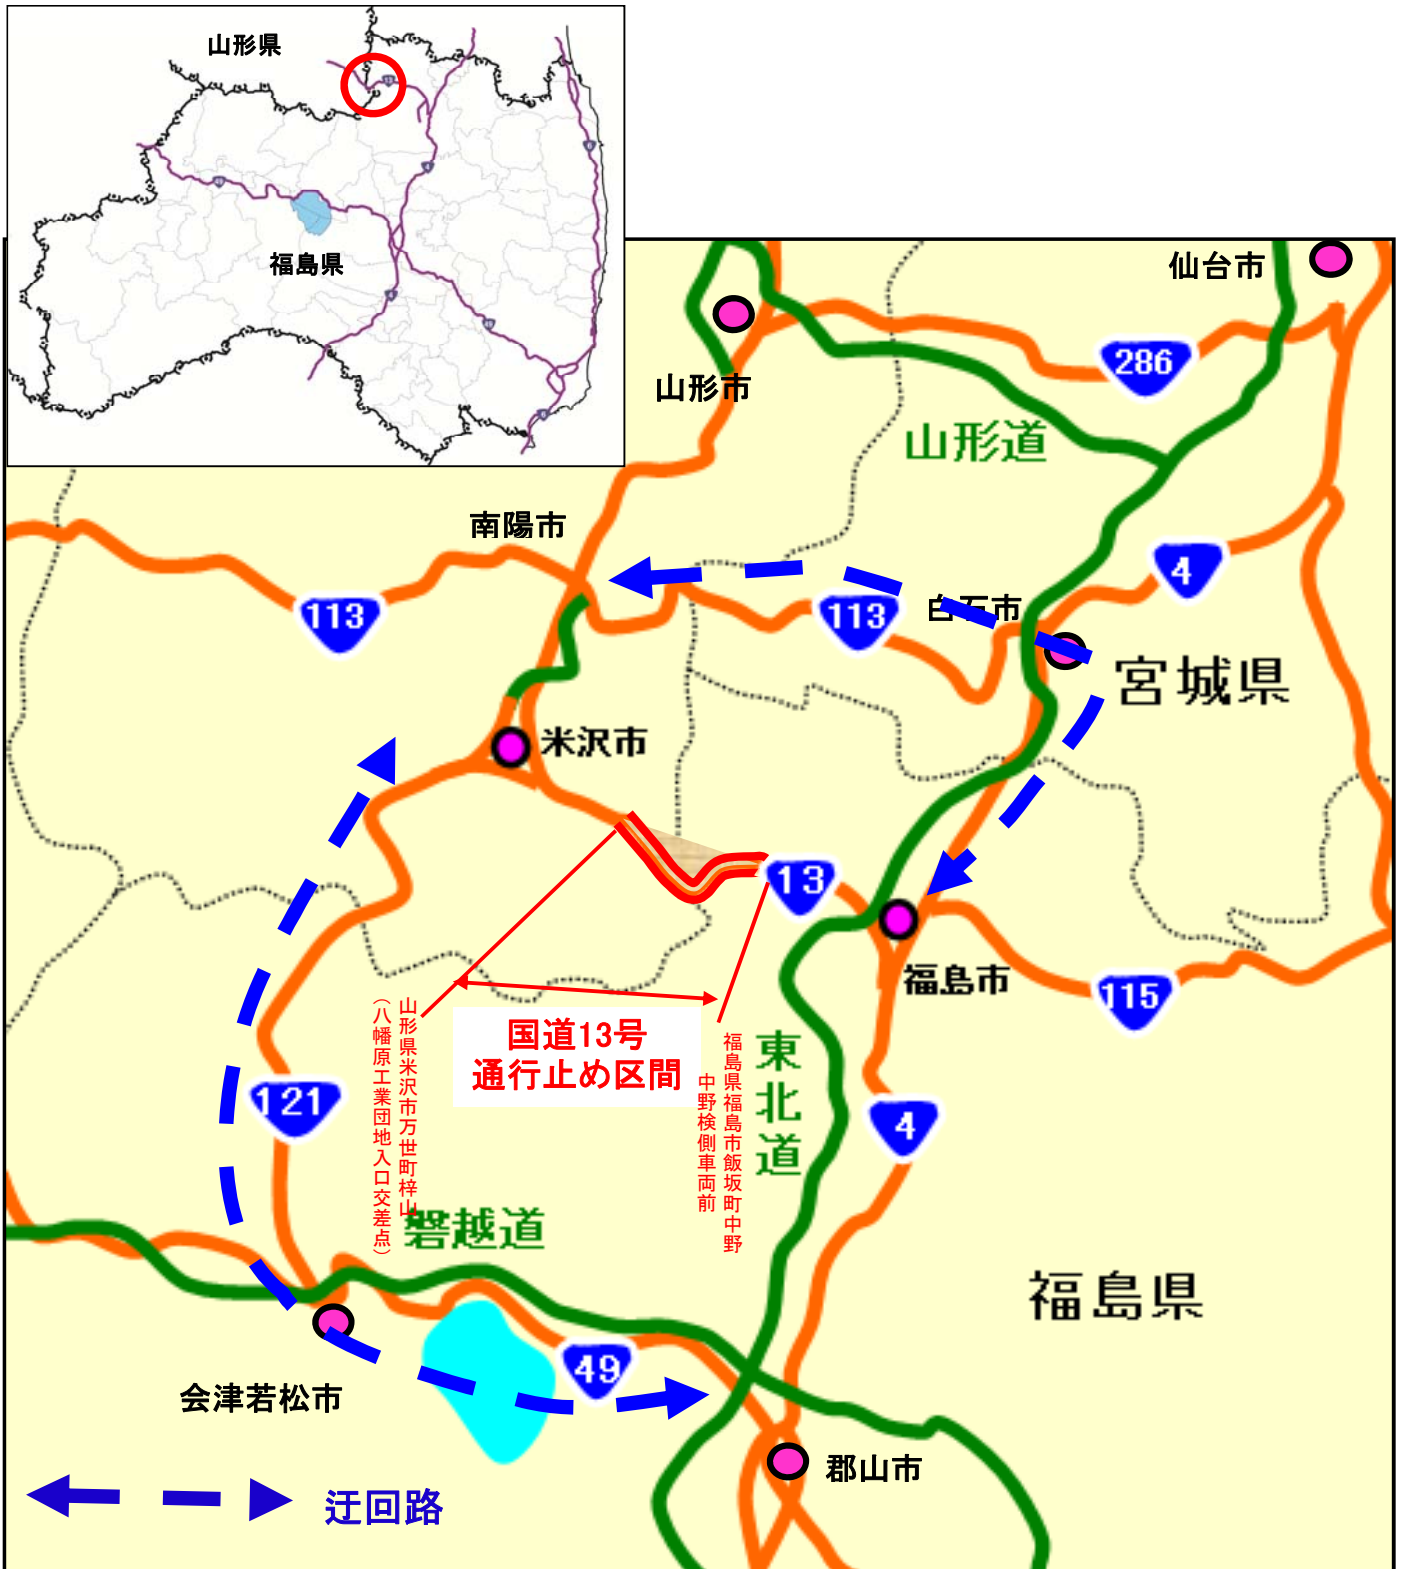 山形県
福島県
仙台市
286
山形市
山形道
南陽市
4
113
113
白石市
宮城県
米沢市
13
福島市
115
国道13号
通行止め区間
山形県米沢市万世町梓山
（八幡原工業団地入口交差点）
福島県福島市飯坂町中野
中野検側車両前
東北道
121
4
磐越道
福島県
49
会津若松市
郡山市
迂回路